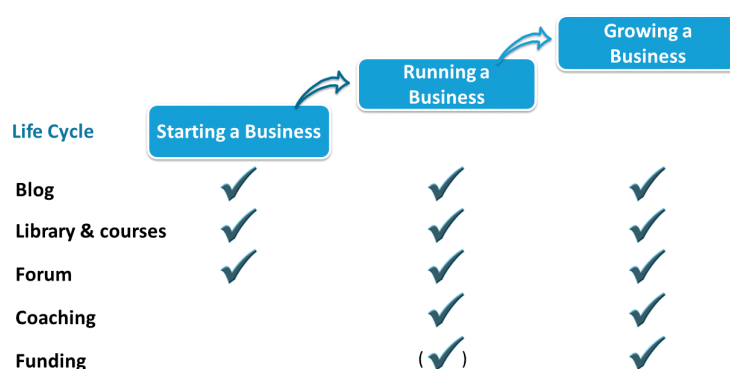 Growing a
Business
Running a
Business
Life Cycle
Starting a Business
Blog
Library & courses
Forum
Coaching
Funding
( )